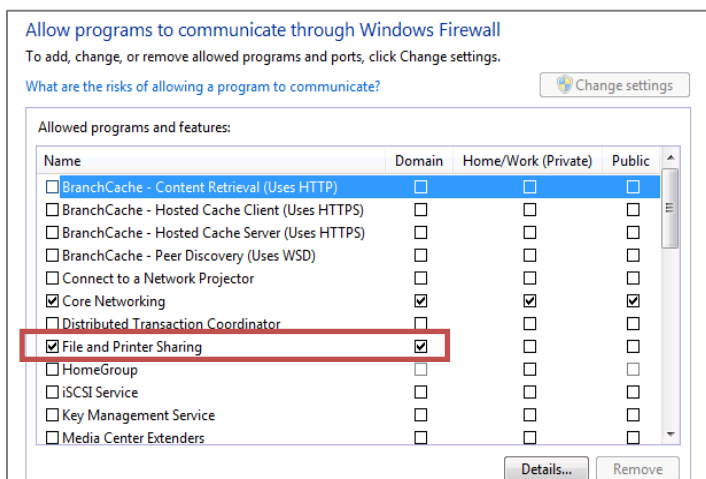 Allow programs to communicate through Windows Firewall
To add, change, or remove allowed programs and ports, click Change settings.
What are the risks of allowing a program to communicate?
Change settings
Allowed programs and features:
Name Domain Home/Work (Private) Public
BranchCache - Content Retrieval (Uses HTTP)
BranchCache - Hosted Cache Client (Uses HTTPS)
BranchCache - Hosted Cache Server (Uses HTTPS)
BranchCache - Peer Discovery (Uses WSD)
Connect to a Network Projector
Core Networking
Distributed Transaction Coordinator
File and Printer Sharing
HomeGroup
iSCSI Service
Key Management Service
Media Center Extenders
Details... Remove